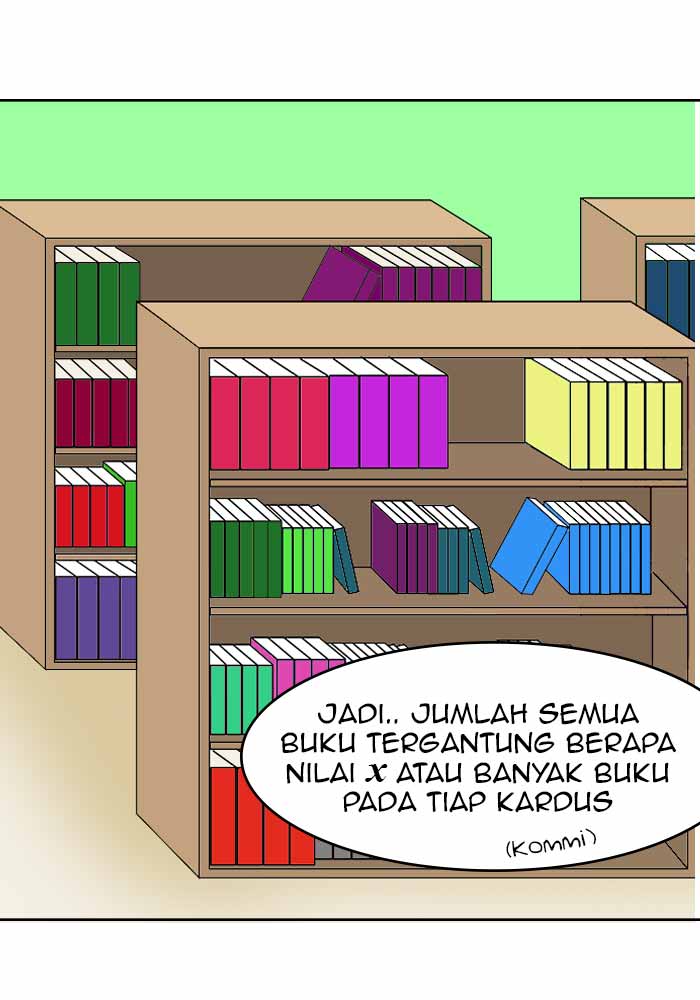 JADI.. JUMLAH SEMUA
BUKU TERGANTUNG BERAPA
NILAI x ATAU BANYAK BUKU
PADA TIAP KARDUS
(KOMMI)